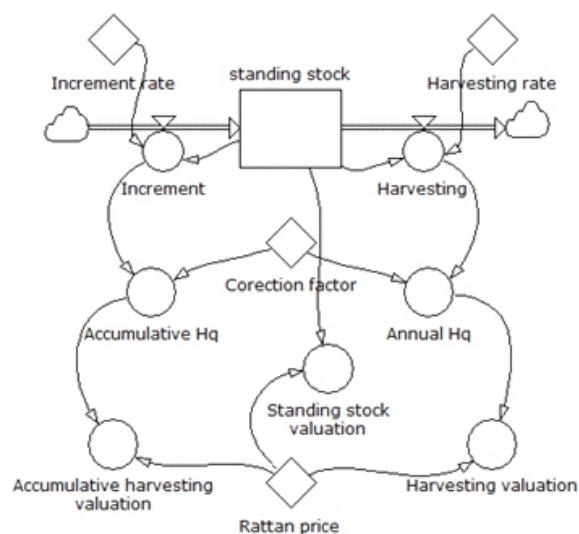 Increment rate
standing stock
Harvesting rate
Increment
Harvesting
Corection factor
Accumulative Hq
Annual Hq
Standing stock
valuation
Accumulative harvesting
valuation
Harvesting valuation
Rattan price